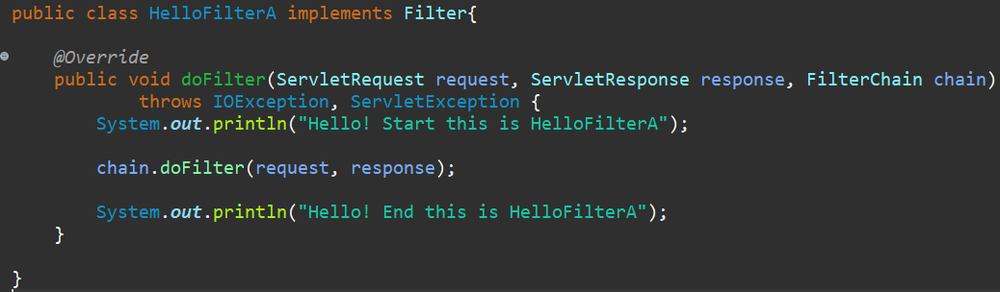 public class HelloFilterA implements Filter{
@Override
public void doFilter(ServletRequest request, ServletResponse response, FilterChain chain)
throws IOException, ServletException {
System.out.println("Hello! Start this is HelloFilterA");
chain.doFilter(request, response);
System.out.println("Hello! End this is HelloFilterA");
}
}